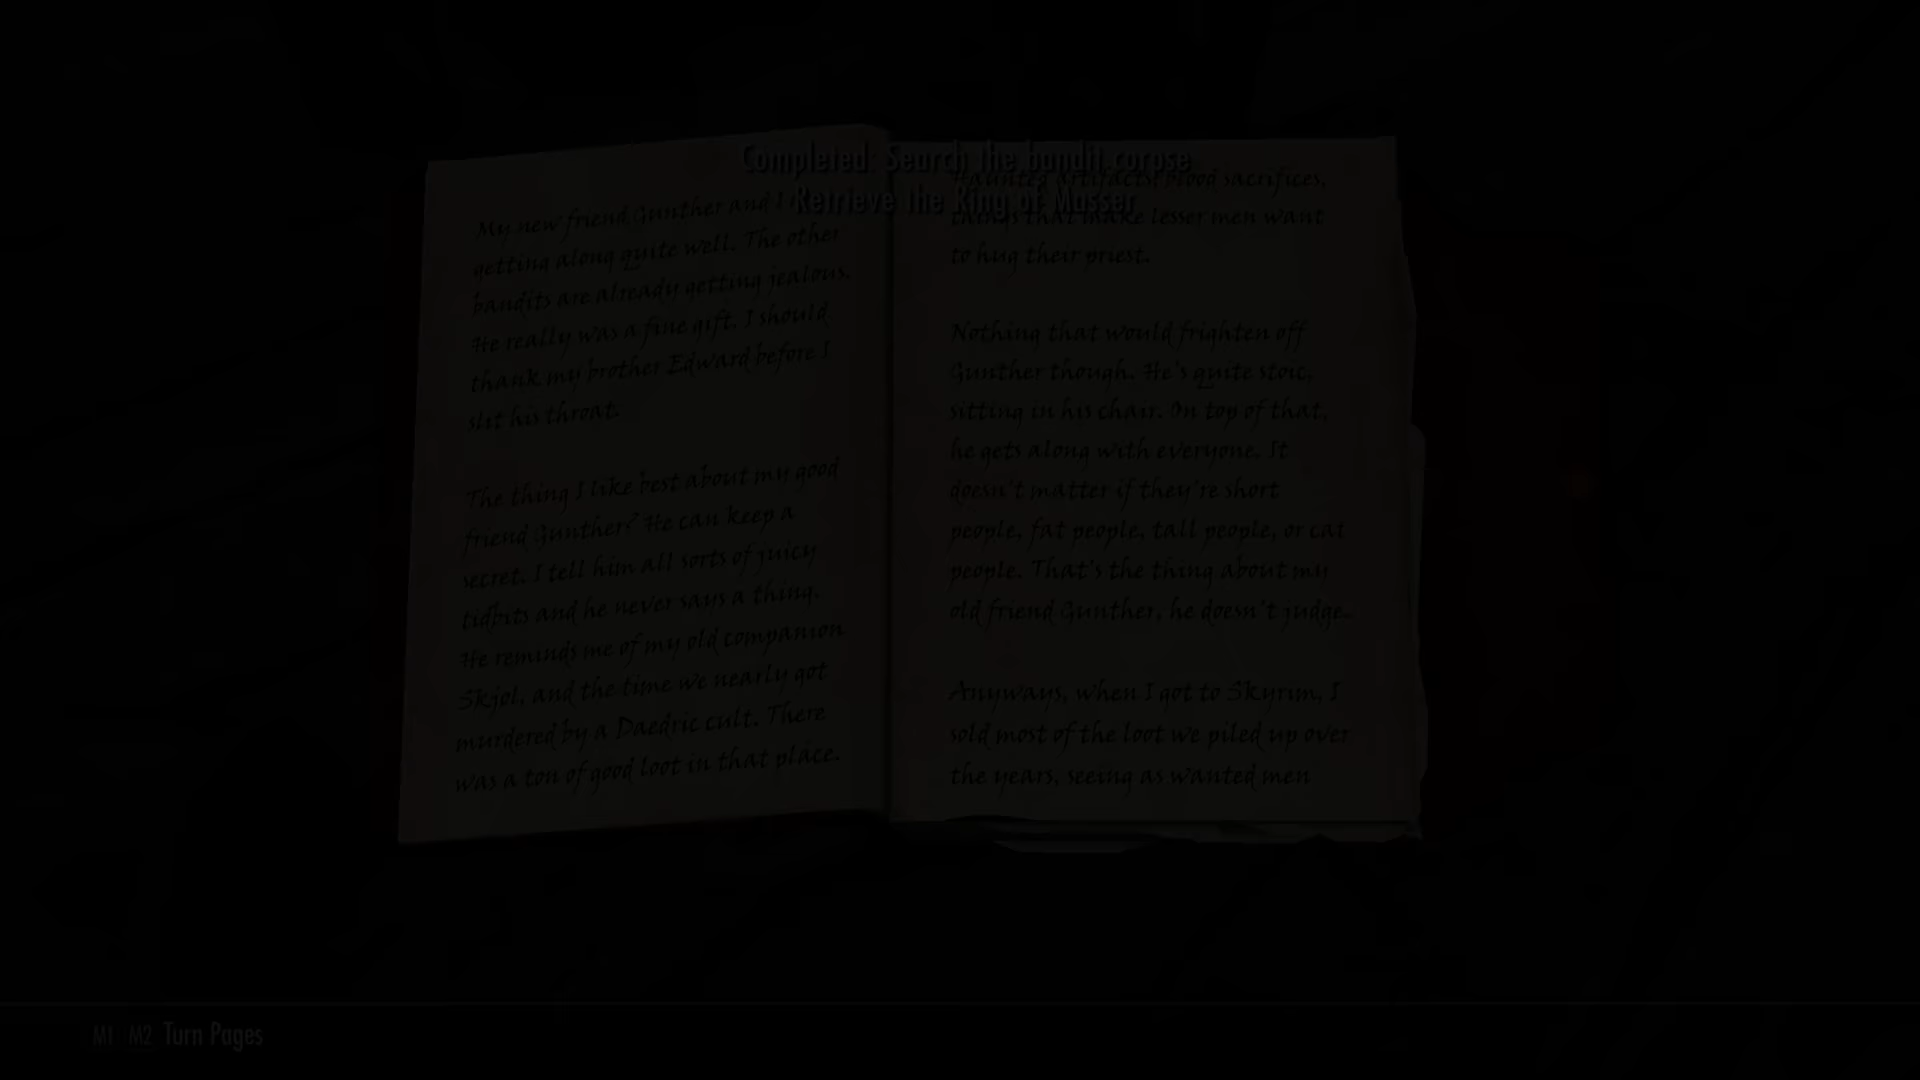 Completed: Search the bandit corpse
Retrieve the Ring of Musser
My new friend Gunther and I
getting along quite well. The other
bandits are already getting jealous.
He really was a fine gift. I should
thank my brother Edward before I
slit his throat.
The thing I like best about my good
friend Gunther? He can keep a
secret. I tell him all sorts of juicy
tidbits and he never says a thing.
He reminds me of my old companion
Skjol, and the time we nearly got
murdered by a Daedric cult. There
was a ton of good loot in that place.
Haunted artifacts, blood sacrifices,
things that make lesser men want
to hug their priest.
Nothing that would frighten off
Gunther though. He's quite stoic,
sitting in his chair. On top of that,
he gets along with everyone. It
doesn't matter if they're short
people, fat people, tall people, or cat
people. That's the thing about my
old friend Gunther, he doesn't judge.
Anyways, when I got to Skyrim, I
sold most of the loot we piled up over
the years, seeing as wanted men
M1 M2 Turn Pages